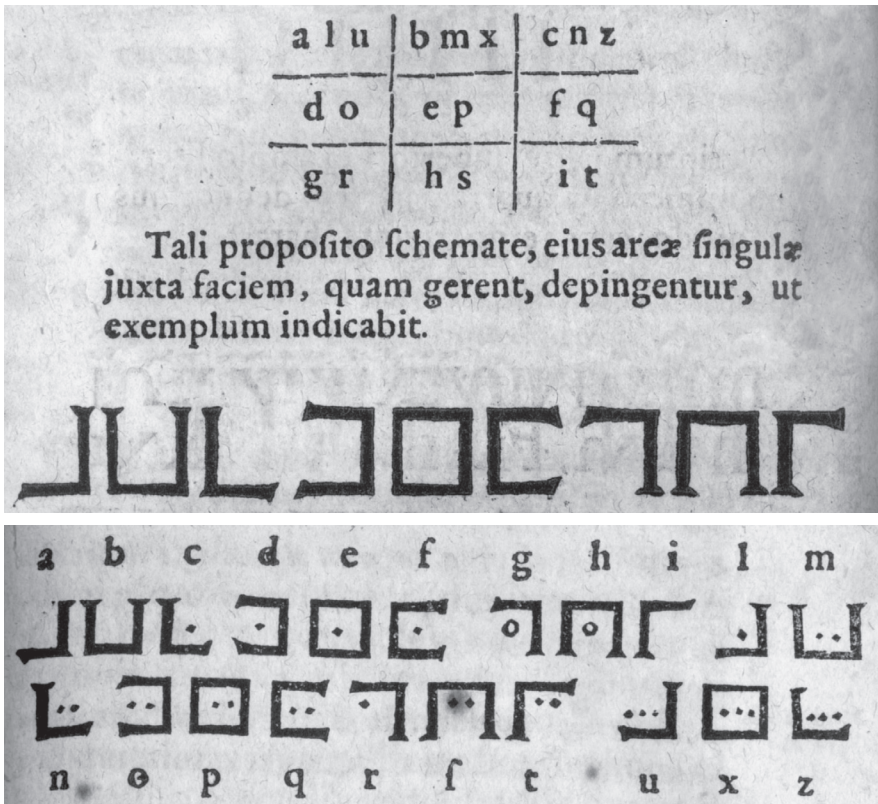 a l u b m x c n z
d o e p f q
g r h s i t
Tali propoſito ſchemate, eius areæ ſingulæ
juxta faciem, quam gerent, depingentur, ut
exemplum indicabit.
a b c d e f g h i l m
n o p q r ſ t u x z